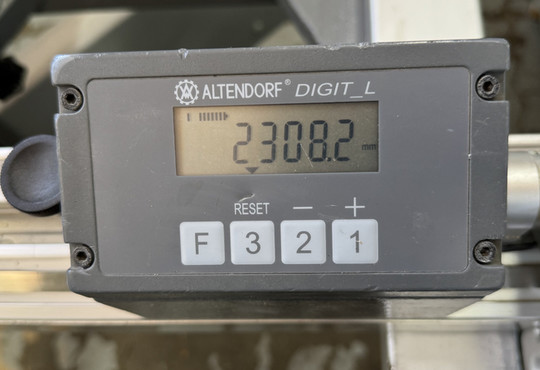 ALTENDORF® DIGIT_L
2308.2 mm
RESET − +
F 3 2 1